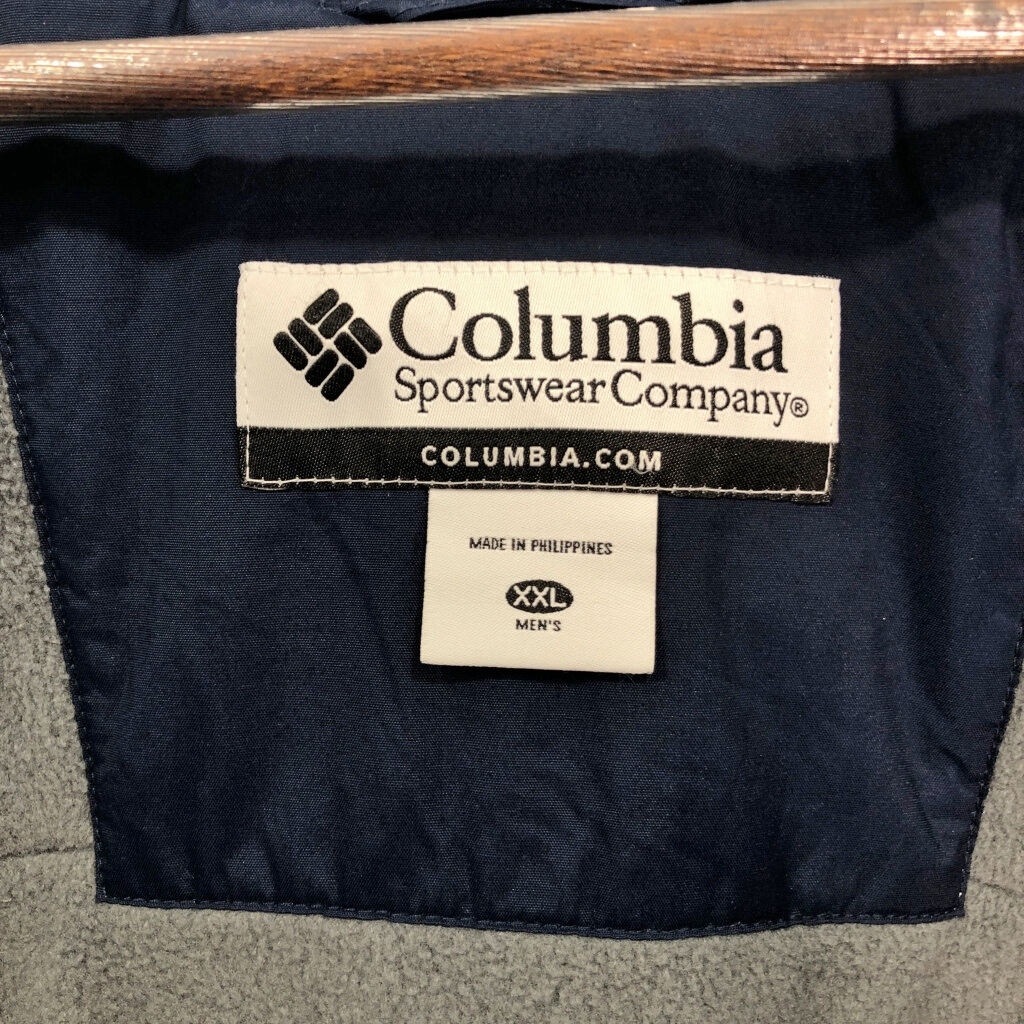 Columbia
Sportswear Company®
COLUMBIA.COM
MADE IN PHILIPPINES
XXL
MEN'S